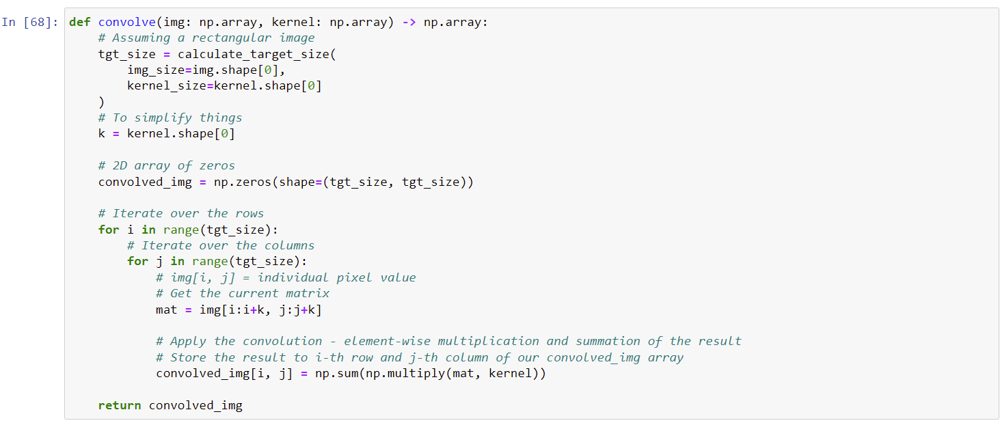 In [68]: def convolve(img: np.array, kernel: np.array) -> np.array:
    # Assuming a rectangular image
    tgt_size = calculate_target_size(
        img_size=img.shape[0],
        kernel_size=kernel.shape[0]
    )
    # To simplify things
    k = kernel.shape[0]

    # 2D array of zeros
    convolved_img = np.zeros(shape=(tgt_size, tgt_size))

    # Iterate over the rows
    for i in range(tgt_size):
        # Iterate over the columns
        for j in range(tgt_size):
            # img[i, j] = individual pixel value
            # Get the current matrix
            mat = img[i:i+k, j:j+k]

            # Apply the convolution - element-wise multiplication and summation of the result
            # Store the result to i-th row and j-th column of our convolved_img array
            convolved_img[i, j] = np.sum(np.multiply(mat, kernel))

    return convolved_img